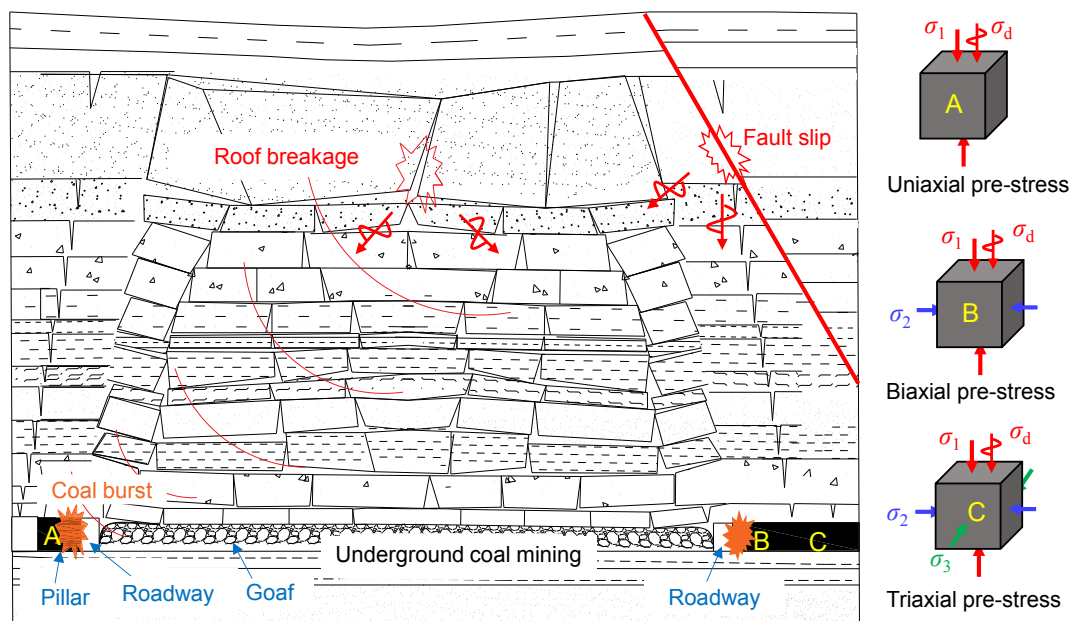 Roof breakage
Fault slip
Coal burst
A
B
C
Underground coal mining
Pillar
Roadway
Goaf
Roadway
σ1
σd
A
Uniaxial pre-stress
σ1
σd
σ2
B
Biaxial pre-stress
σ1
σd
σ2
C
σ3
Triaxial pre-stress